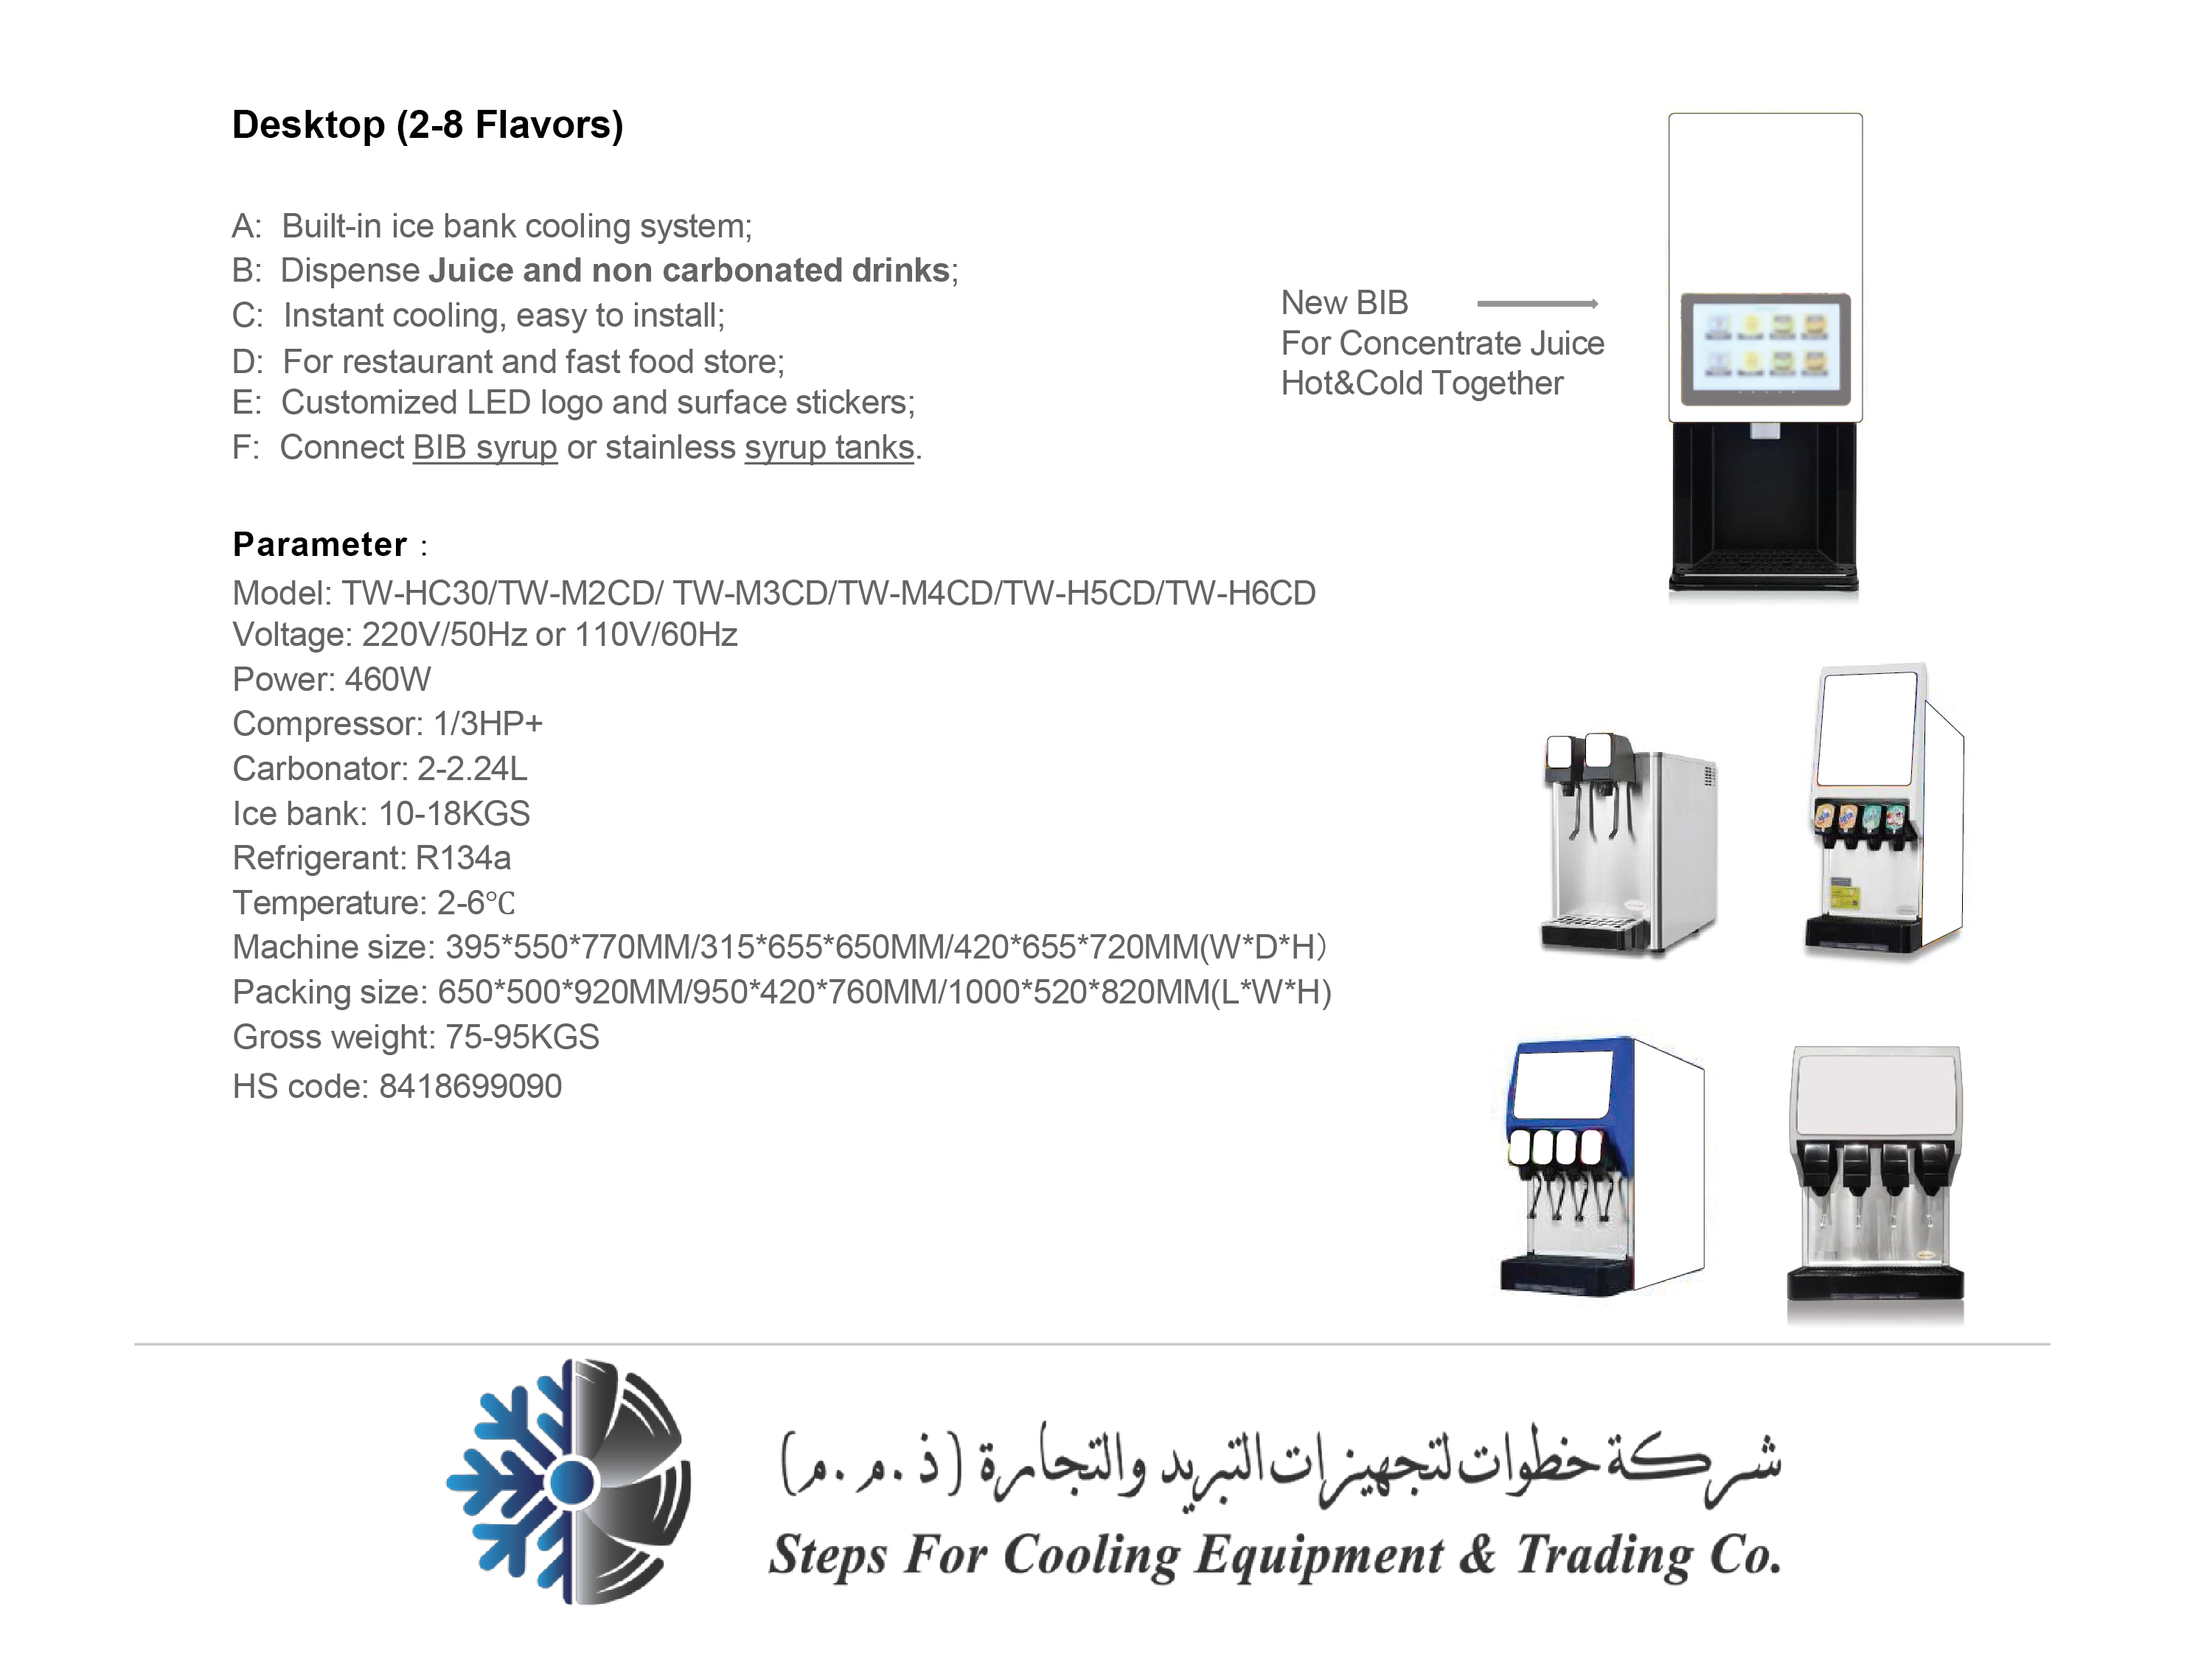 Desktop (2-8 Flavors)
A: Built-in ice bank cooling system;
B: Dispense Juice and non carbonated drinks;
C: Instant cooling, easy to install;
D: For restaurant and fast food store;
E: Customized LED logo and surface stickers;
F: Connect BIB syrup or stainless syrup tanks.
New BIB
For Concentrate Juice
Hot&Cold Together
Parameter :
Model: TW-HC30/TW-M2CD/ TW-M3CD/TW-M4CD/TW-H5CD/TW-H6CD
Voltage: 220V/50Hz or 110V/60Hz
Power: 460W
Compressor: 1/3HP+
Carbonator: 2-2.24L
Ice bank: 10-18KGS
Refrigerant: R134a
Temperature: 2-6℃
Machine size: 395*550*770MM/315*655*650MM/420*655*720MM(W*D*H）
Packing size: 650*500*920MM/950*420*760MM/1000*520*820MM(L*W*H)
Gross weight: 75-95KGS
HS code: 8418699090
شركة خطوات لتجهيزات التبريد والتجارة (ذ.م.م)
Steps For Cooling Equipment & Trading Co.